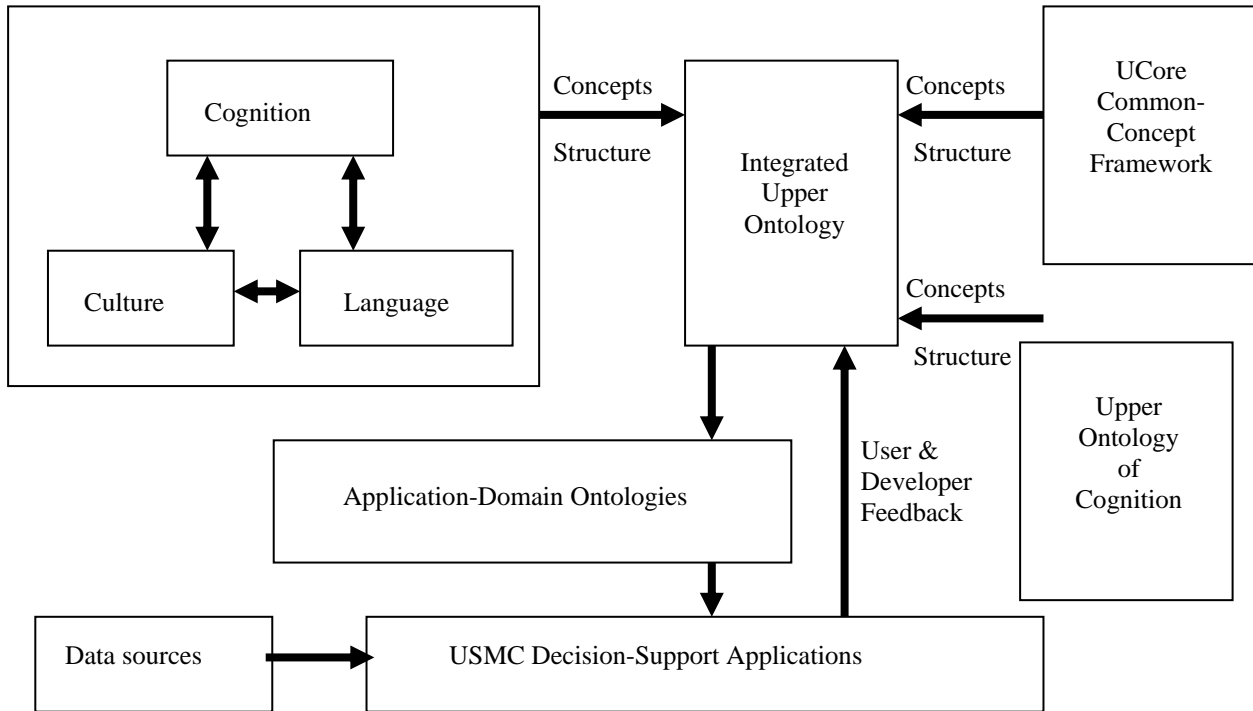 Cognition
Culture
Language
Concepts
Structure
Integrated
Upper
Ontology
Concepts
Structure
UCore
Common-
Concept
Framework
Concepts
Structure
Upper
Ontology
of
Cognition
Application-Domain Ontologies
User &
Developer
Feedback
Data sources
USMC Decision-Support Applications